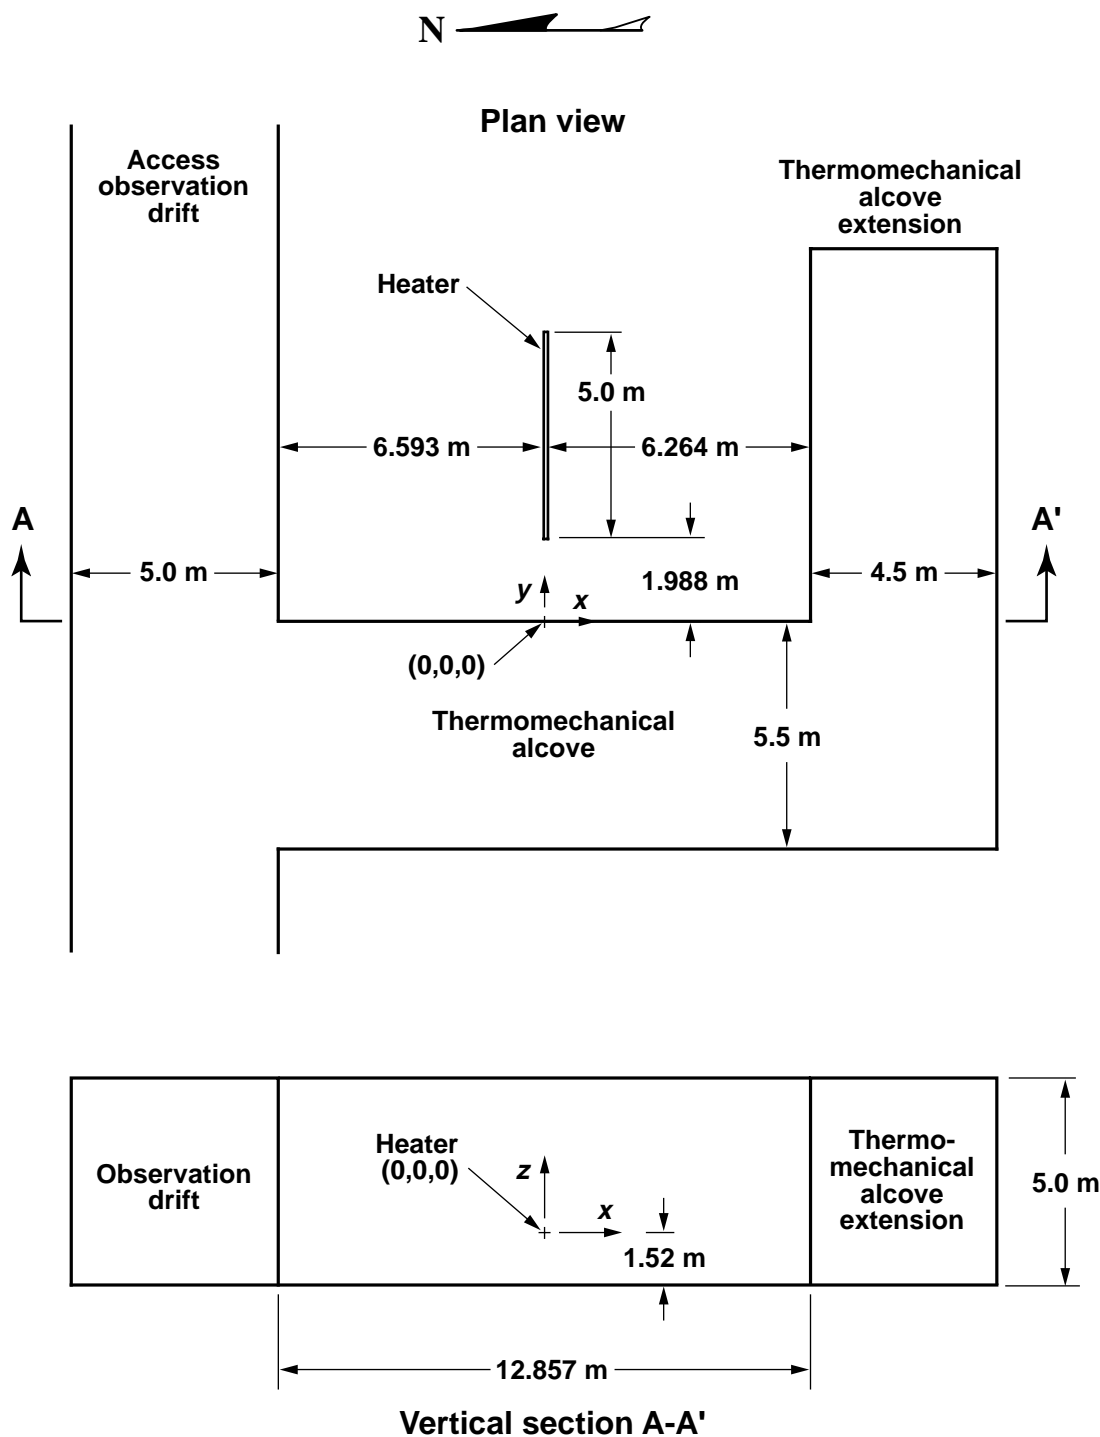 N
Plan view
Access
observation
drift
Thermomechanical
alcove
extension
Heater
5.0 m
6.593 m
6.264 m
A
A'
5.0 m
1.988 m
4.5 m
y
x
(0,0,0)
Thermomechanical
alcove
5.5 m
Observation
drift
Heater
(0,0,0)
z
x
1.52 m
Thermo-
mechanical
alcove
extension
5.0 m
12.857 m
Vertical section A-A'